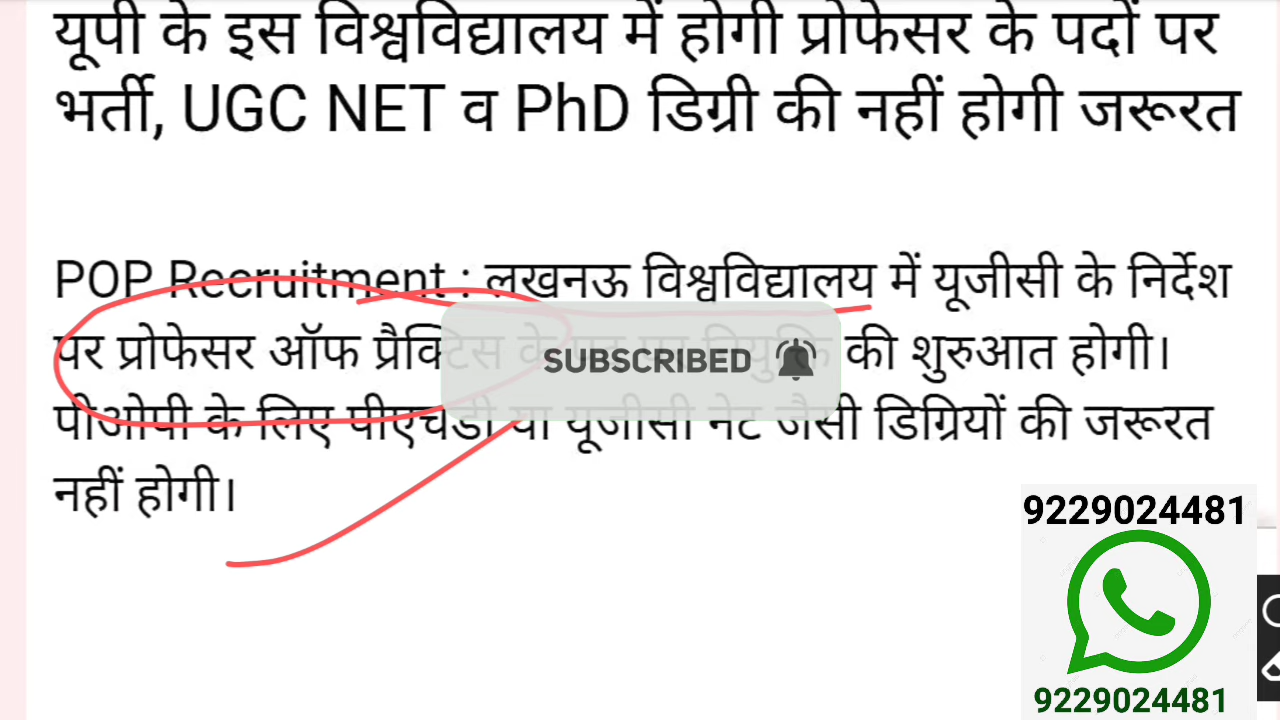 यूपी के इस विश्वविद्यालय में होगी प्रोफेसर के पदों पर
भर्ती, UGC NET व PhD डिग्री की नहीं होगी जरूरत
POP Recruitment : लखनऊ विश्वविद्यालय में यूजीसी के निर्देश
पर प्रोफेसर ऑफ प्रैक्टिस के की शुरुआत होगी।
SUBSCRIBED
पीओपी के लिए पीएचडी या यूजीसी नेट जैसी डिग्रियों की जरूरत
नहीं होगी।
9229024481
9229024481